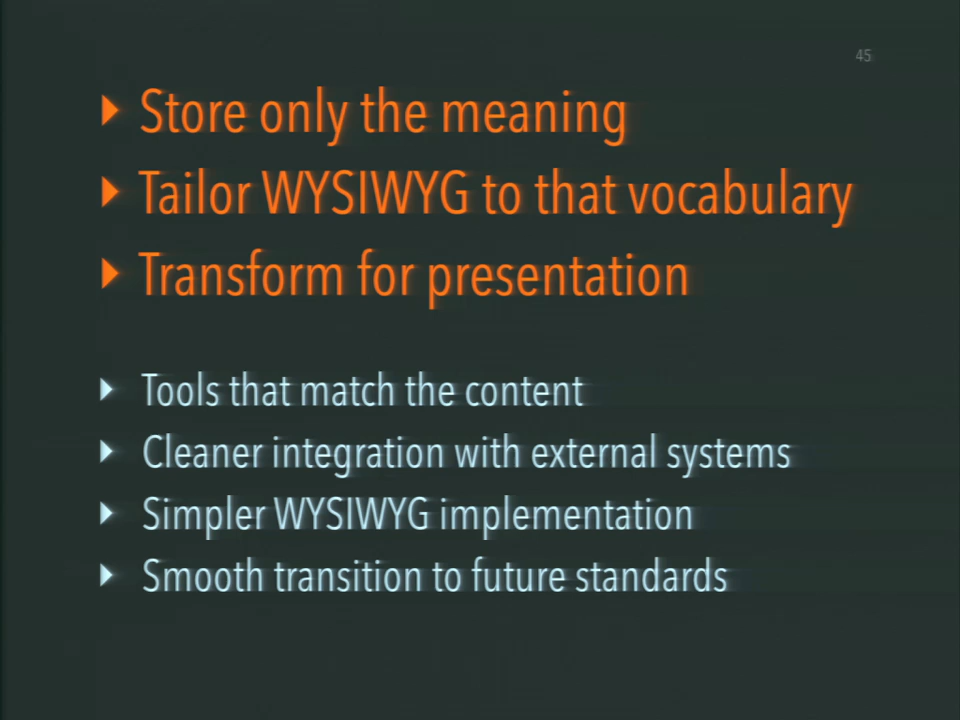 45
Store only the meaning
Tailor WYSIWYG to that vocabulary
Transform for presentation
Tools that match the content
Cleaner integration with external systems
Simpler WYSIWYG implementation
Smooth transition to future standards